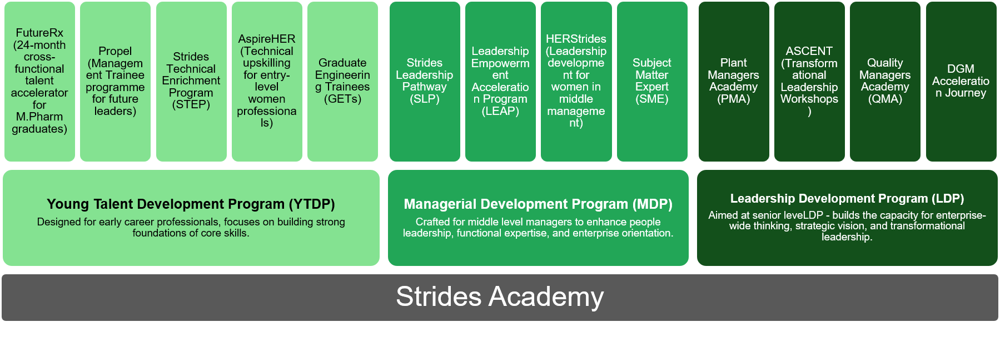 FutureRx
(24-month
cross-
functional
talent
accelerator
for
M.Pharm
graduates)
Propel
(Managem
ent Trainee
programme
for future
leaders)
Strides
Technical
Enrichment
Program
(STEP)
AspireHER
(Technical
upskilling
for entry-
level
women
professiona
ls)
Graduate
Engineerin
g Trainees
(GETs)
Strides
Leadership
Pathway
(SLP)
Leadership
Empowerm
ent
Acceleratio
n Program
(LEAP)
HERStrides
(Leadership
developme
nt for
women in
middle
manageme
nt)
Subject
Matter
Expert
(SME)
Plant
Managers
Academy
(PMA)
ASCENT
(Transform
ational
Leadership
Workshops
)
Quality
Managers
Academy
(QMA)
DGM
Acceleratio
n Journey
Young Talent Development Program (YTDP)
Designed for early career professionals, focuses on building strong
foundations of core skills.
Managerial Development Program (MDP)
Crafted for middle level managers to enhance people
leadership, functional expertise, and enterprise orientation.
Leadership Development Program (LDP)
Aimed at senior leveLDP - builds the capacity for enterprise-
wide thinking, strategic vision, and transformational
leadership.
Strides Academy